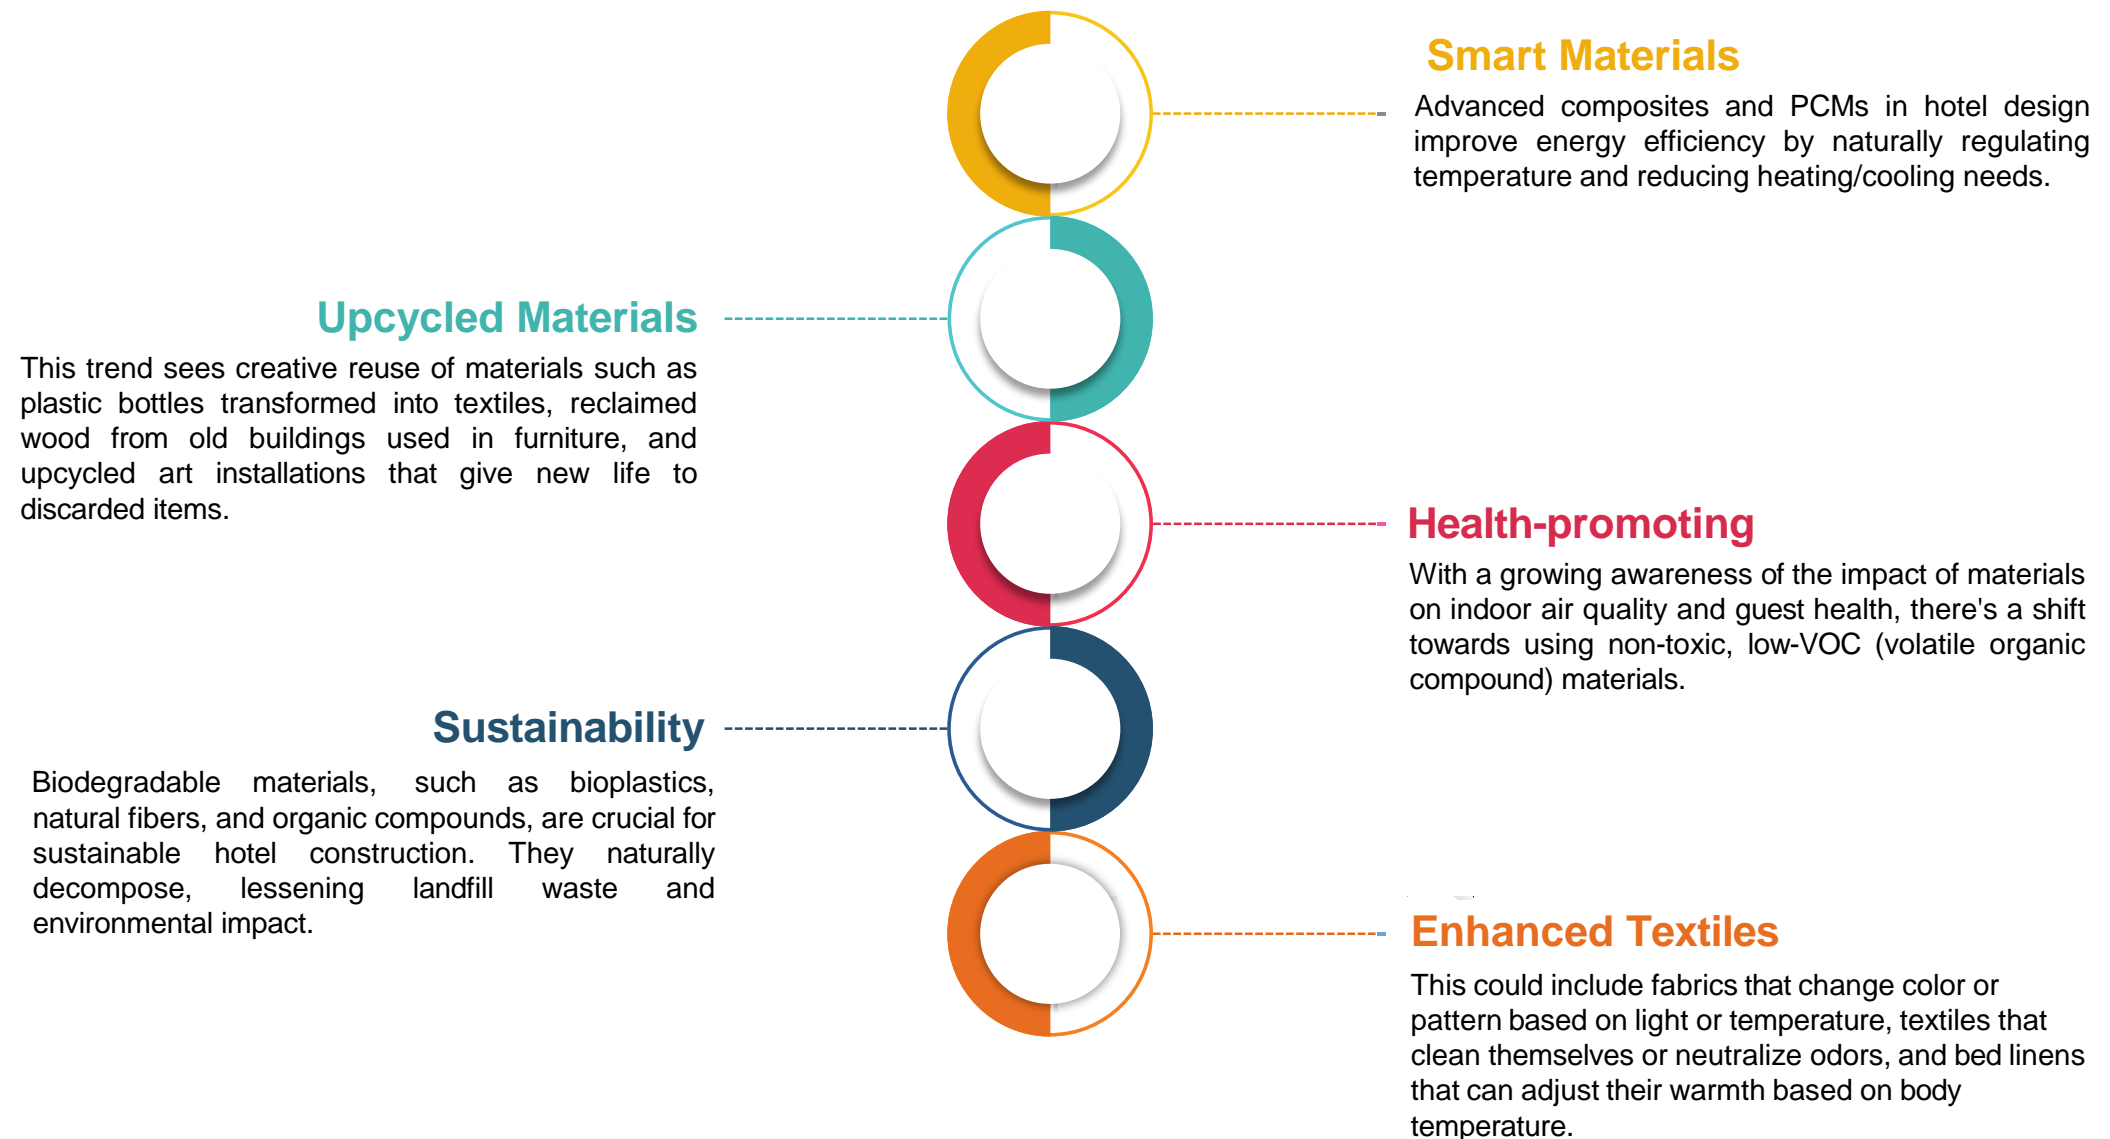 Smart Materials
Advanced composites and PCMs in hotel design
improve energy efficiency by naturally regulating
temperature and reducing heating/cooling needs.
Upcycled Materials
This trend sees creative reuse of materials such as
plastic bottles transformed into textiles, reclaimed
wood from old buildings used in furniture, and
upcycled art installations that give new life to
discarded items.
Health-promoting
With a growing awareness of the impact of materials
on indoor air quality and guest health, there's a shift
towards using non-toxic, low-VOC (volatile organic
compound) materials.
Sustainability
Biodegradable materials, such as bioplastics,
natural fibers, and organic compounds, are crucial for
sustainable hotel construction. They naturally
decompose, lessening landfill waste and
environmental impact.
Enhanced Textiles
This could include fabrics that change color or
pattern based on light or temperature, textiles that
clean themselves or neutralize odors, and bed linens
that can adjust their warmth based on body
temperature.